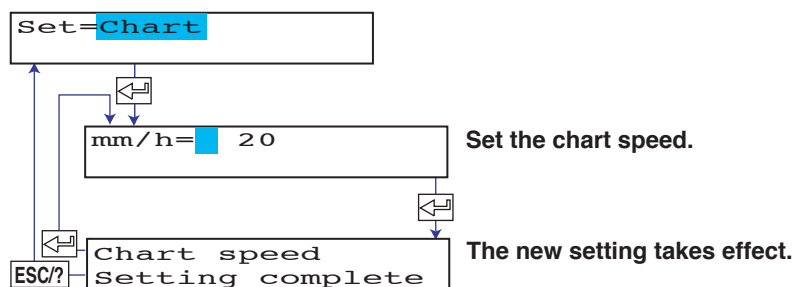 Set=Chart
mm/h= 20
Set the chart speed.
Chart speed
Setting complete
The new setting takes effect.
ESC/?